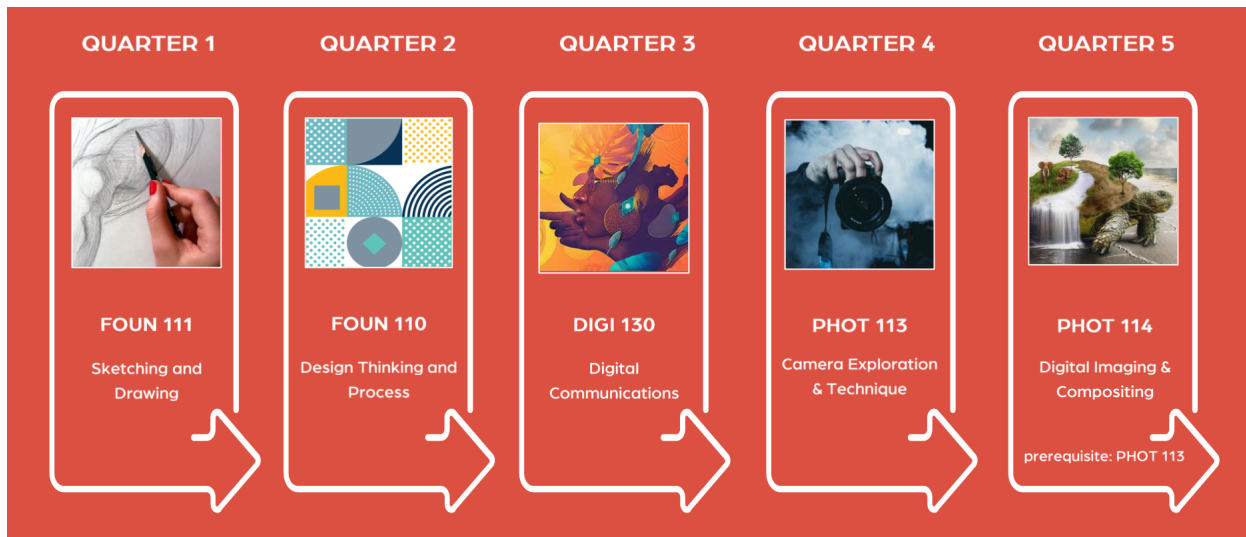 QUARTER 1
QUARTER 2
QUARTER 3
QUARTER 4
QUARTER 5
FOUN 111
Sketching and
Drawing
FOUN 110
Design Thinking and
Process
DIGI 130
Digital
Communications
PHOT 113
Camera Exploration
& Technique
PHOT 114
Digital Imaging &
Compositing
prerequisite: PHOT 113